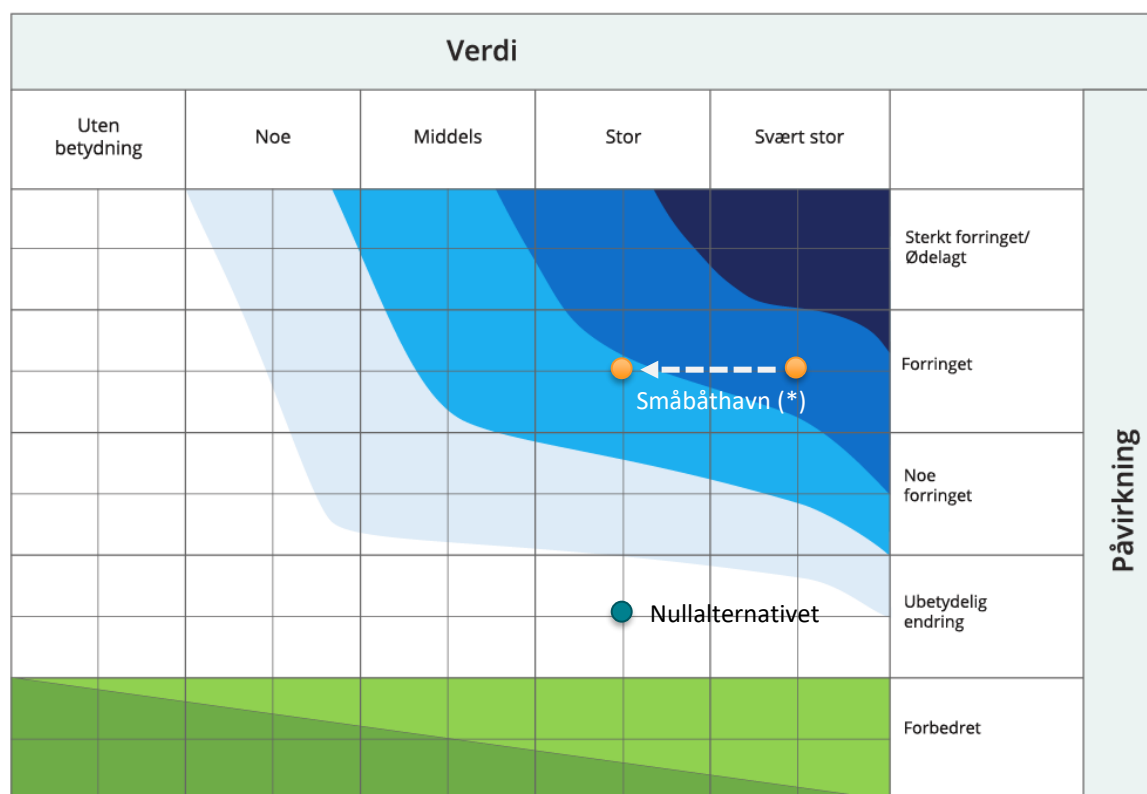 Verdi
Uten
betydning
Noe
Middels
Stor
Svært stor
Sterkt forringet/
Ødelagt
Forringet
Småbåthavn (*)
Noe
forringet
Påvirkning
Nullalternativet
Ubetydelig
endring
Forbedret